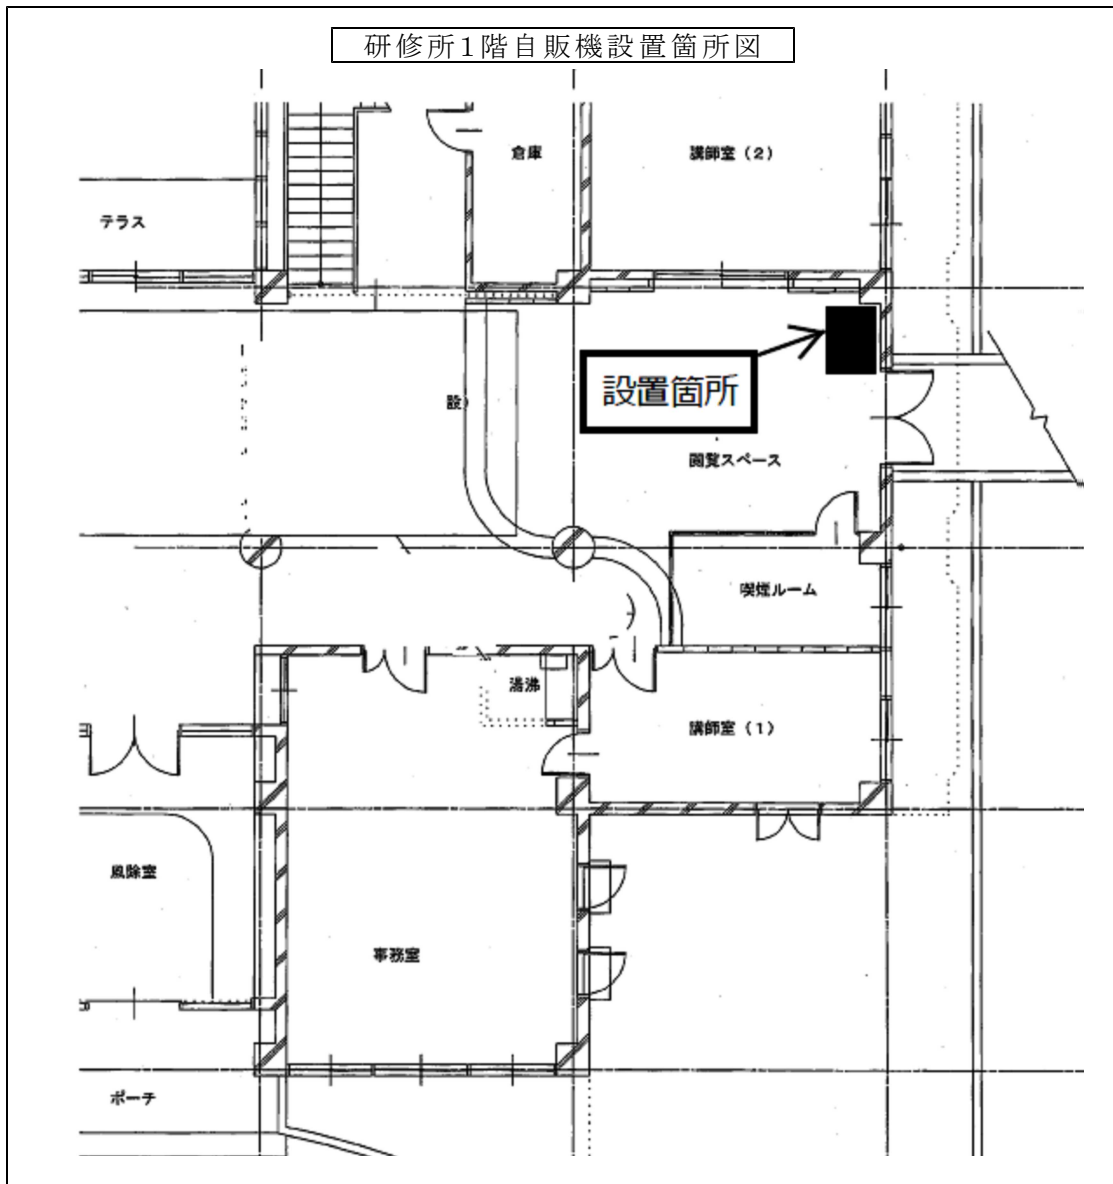 研修所1階自販機設置箇所図
倉庫
講師室(2)
テラス
設置箇所
設
閲覧スペース
喫煙ルーム
湯沸
講師室(1)
風除室
事務室
ポーチ